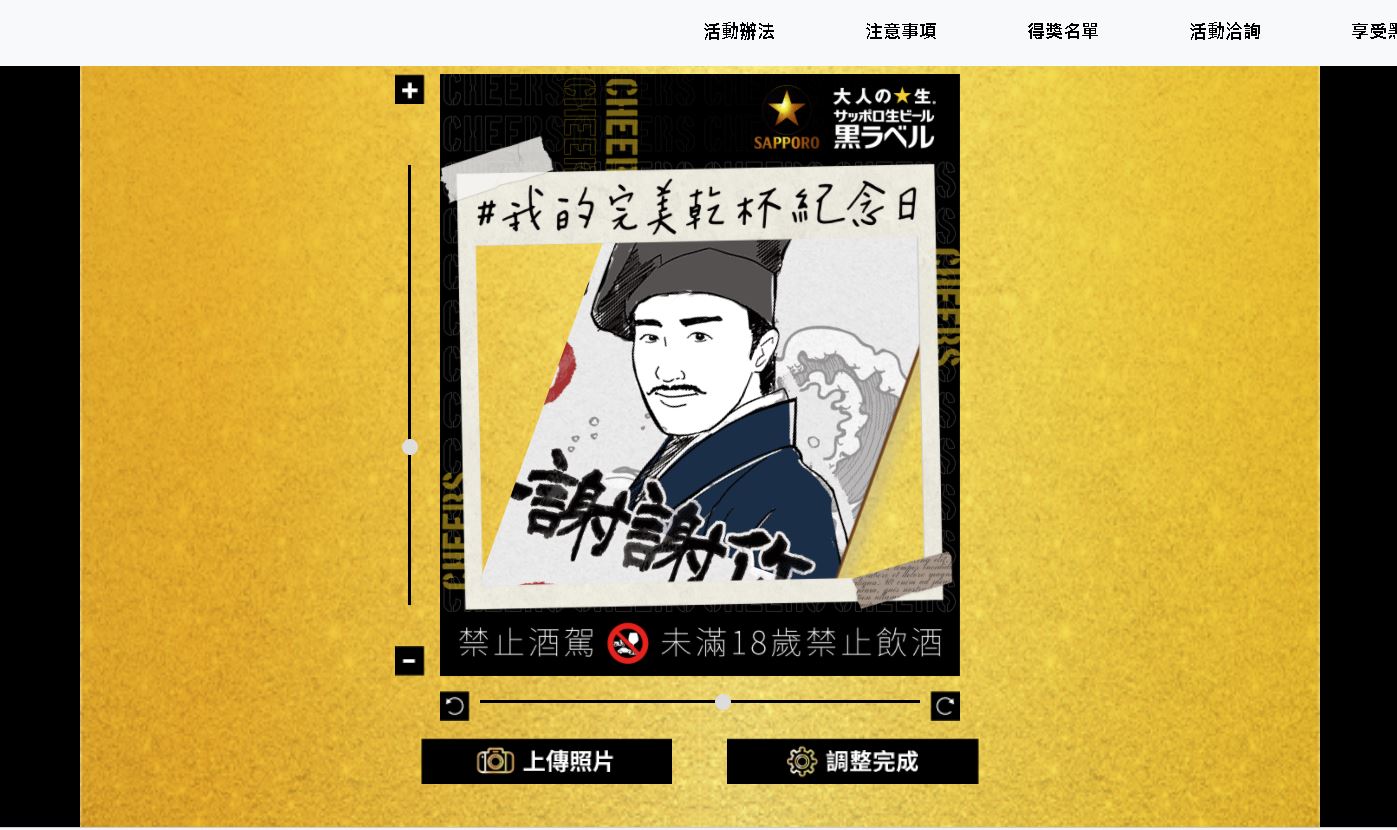 活動辦法 注意事項 得獎名單 活動洽詢 享受
CHEERS
CHEERS
SAPPORO
大人の★生。
サッポロ生ビール
黒ラベル
#我的完美乾杯紀念日
CHEERS
謝謝你
CHEERS
禁止酒駕 未滿18歲禁止飲酒
上傳照片 調整完成